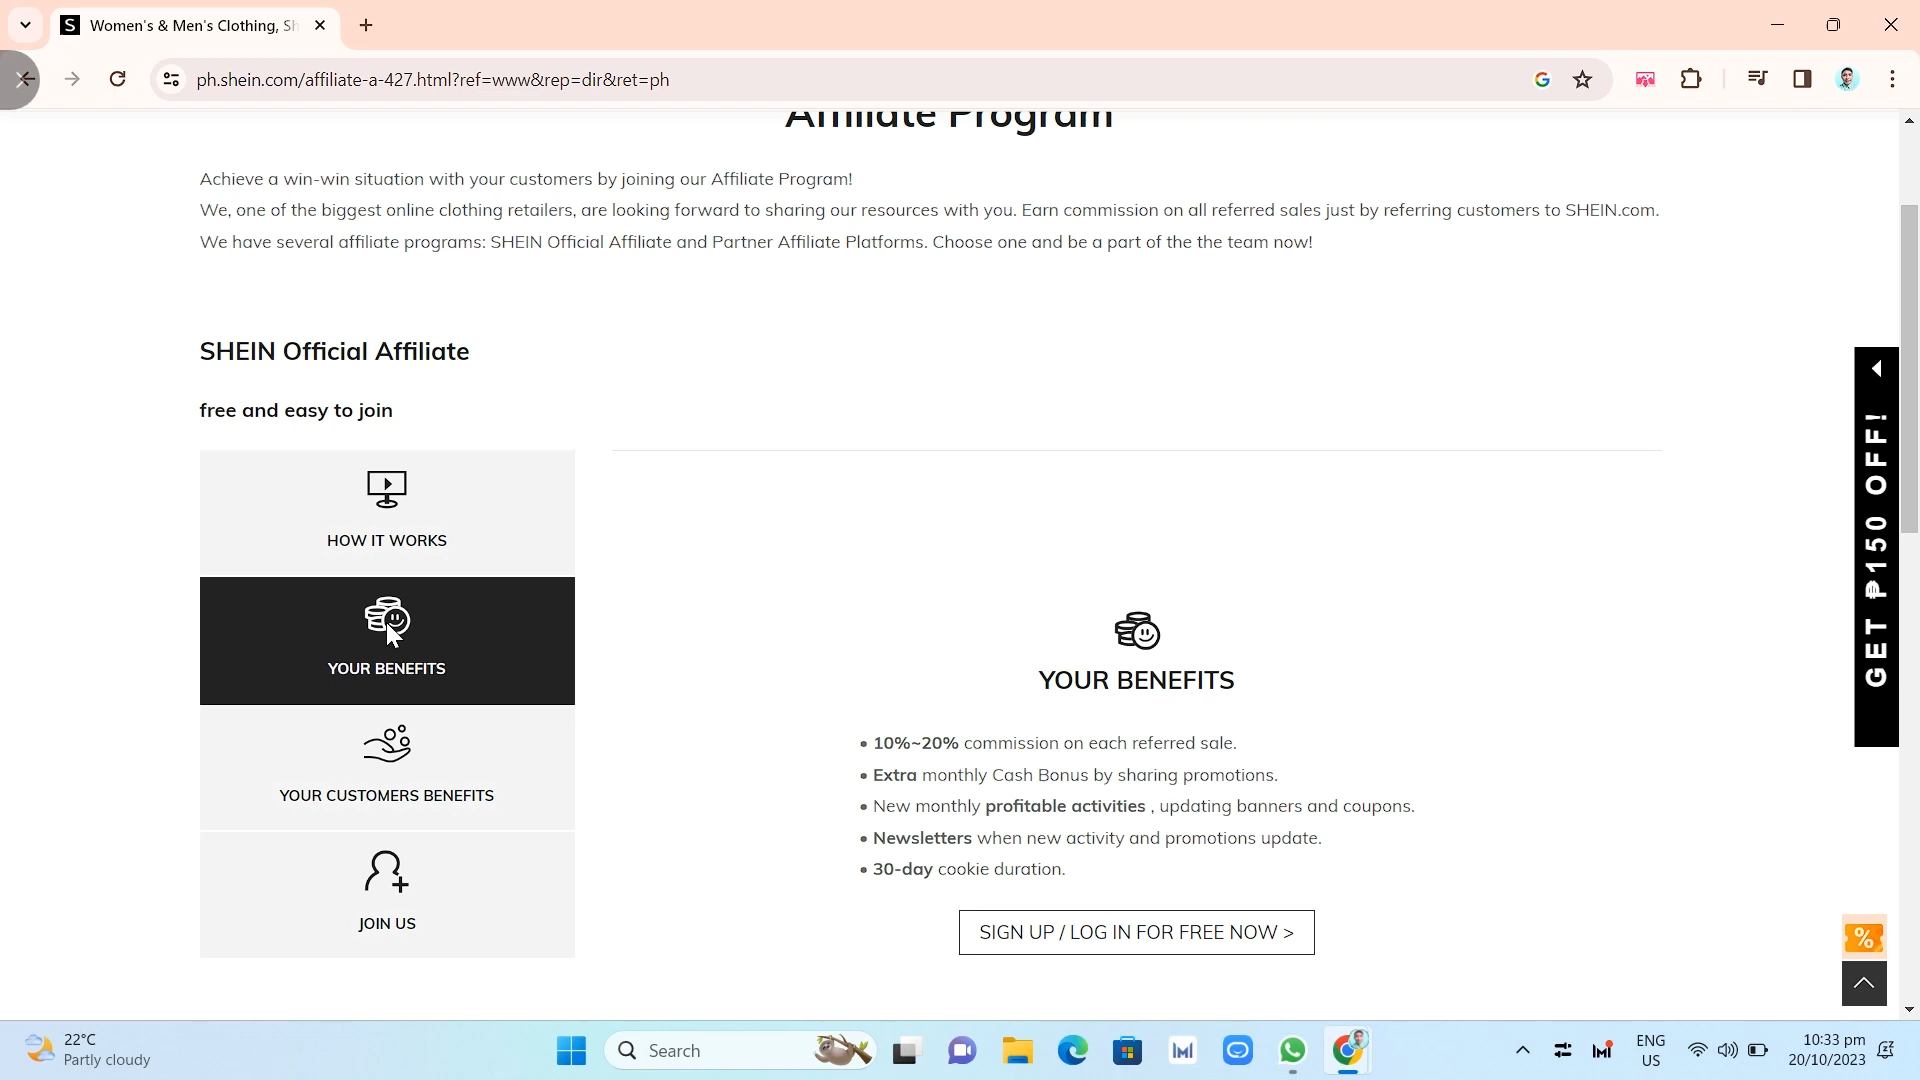 Women's & Men's Clothing, Sh
ph.shein.com/affiliate-a-427.html?ref=www&rep=dir&ret=ph
Affiliate Program
Achieve a win-win situation with your customers by joining our Affiliate Program!
We, one of the biggest online clothing retailers, are looking forward to sharing our resources with you. Earn commission on all referred sales just by referring customers to SHEIN.com.
We have several affiliate programs: SHEIN Official Affiliate and Partner Affiliate Platforms. Choose one and be a part of the the team now!
SHEIN Official Affiliate
free and easy to join
HOW IT WORKS
YOUR BENEFITS
YOUR CUSTOMERS BENEFITS
JOIN US
YOUR BENEFITS
• 10%~20% commission on each referred sale.
• Extra monthly Cash Bonus by sharing promotions.
• New monthly profitable activities , updating banners and coupons.
• Newsletters when new activity and promotions update.
• 30-day cookie duration.
SIGN UP / LOG IN FOR FREE NOW >
GET ₱150 OFF!
22°C
Partly cloudy
Search
ENG
US
10:33 pm
20/10/2023